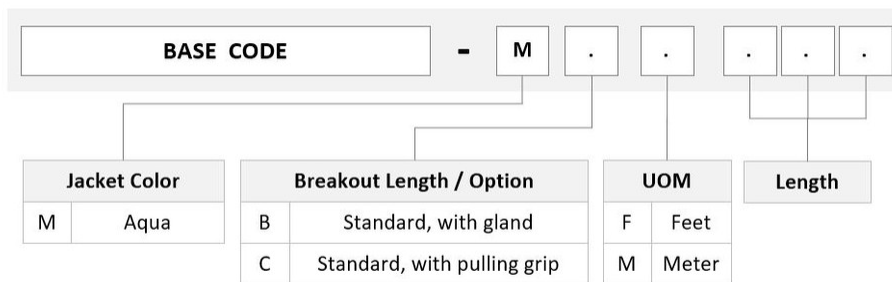 BASE CODE - M . . . . .
Jacket Color Breakout Length / Option UOM Length
M Aqua B Standard, with gland F Feet
C Standard, with pulling grip M Meter